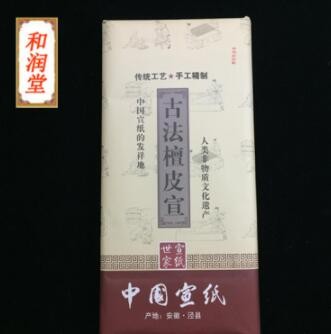 和润堂
传统工艺★手工精制
中国宣纸的发祥地
古法檀皮宣
人类非物质文化遗产
宣纸
世家
中國宣纸
产地：安徽·泾县